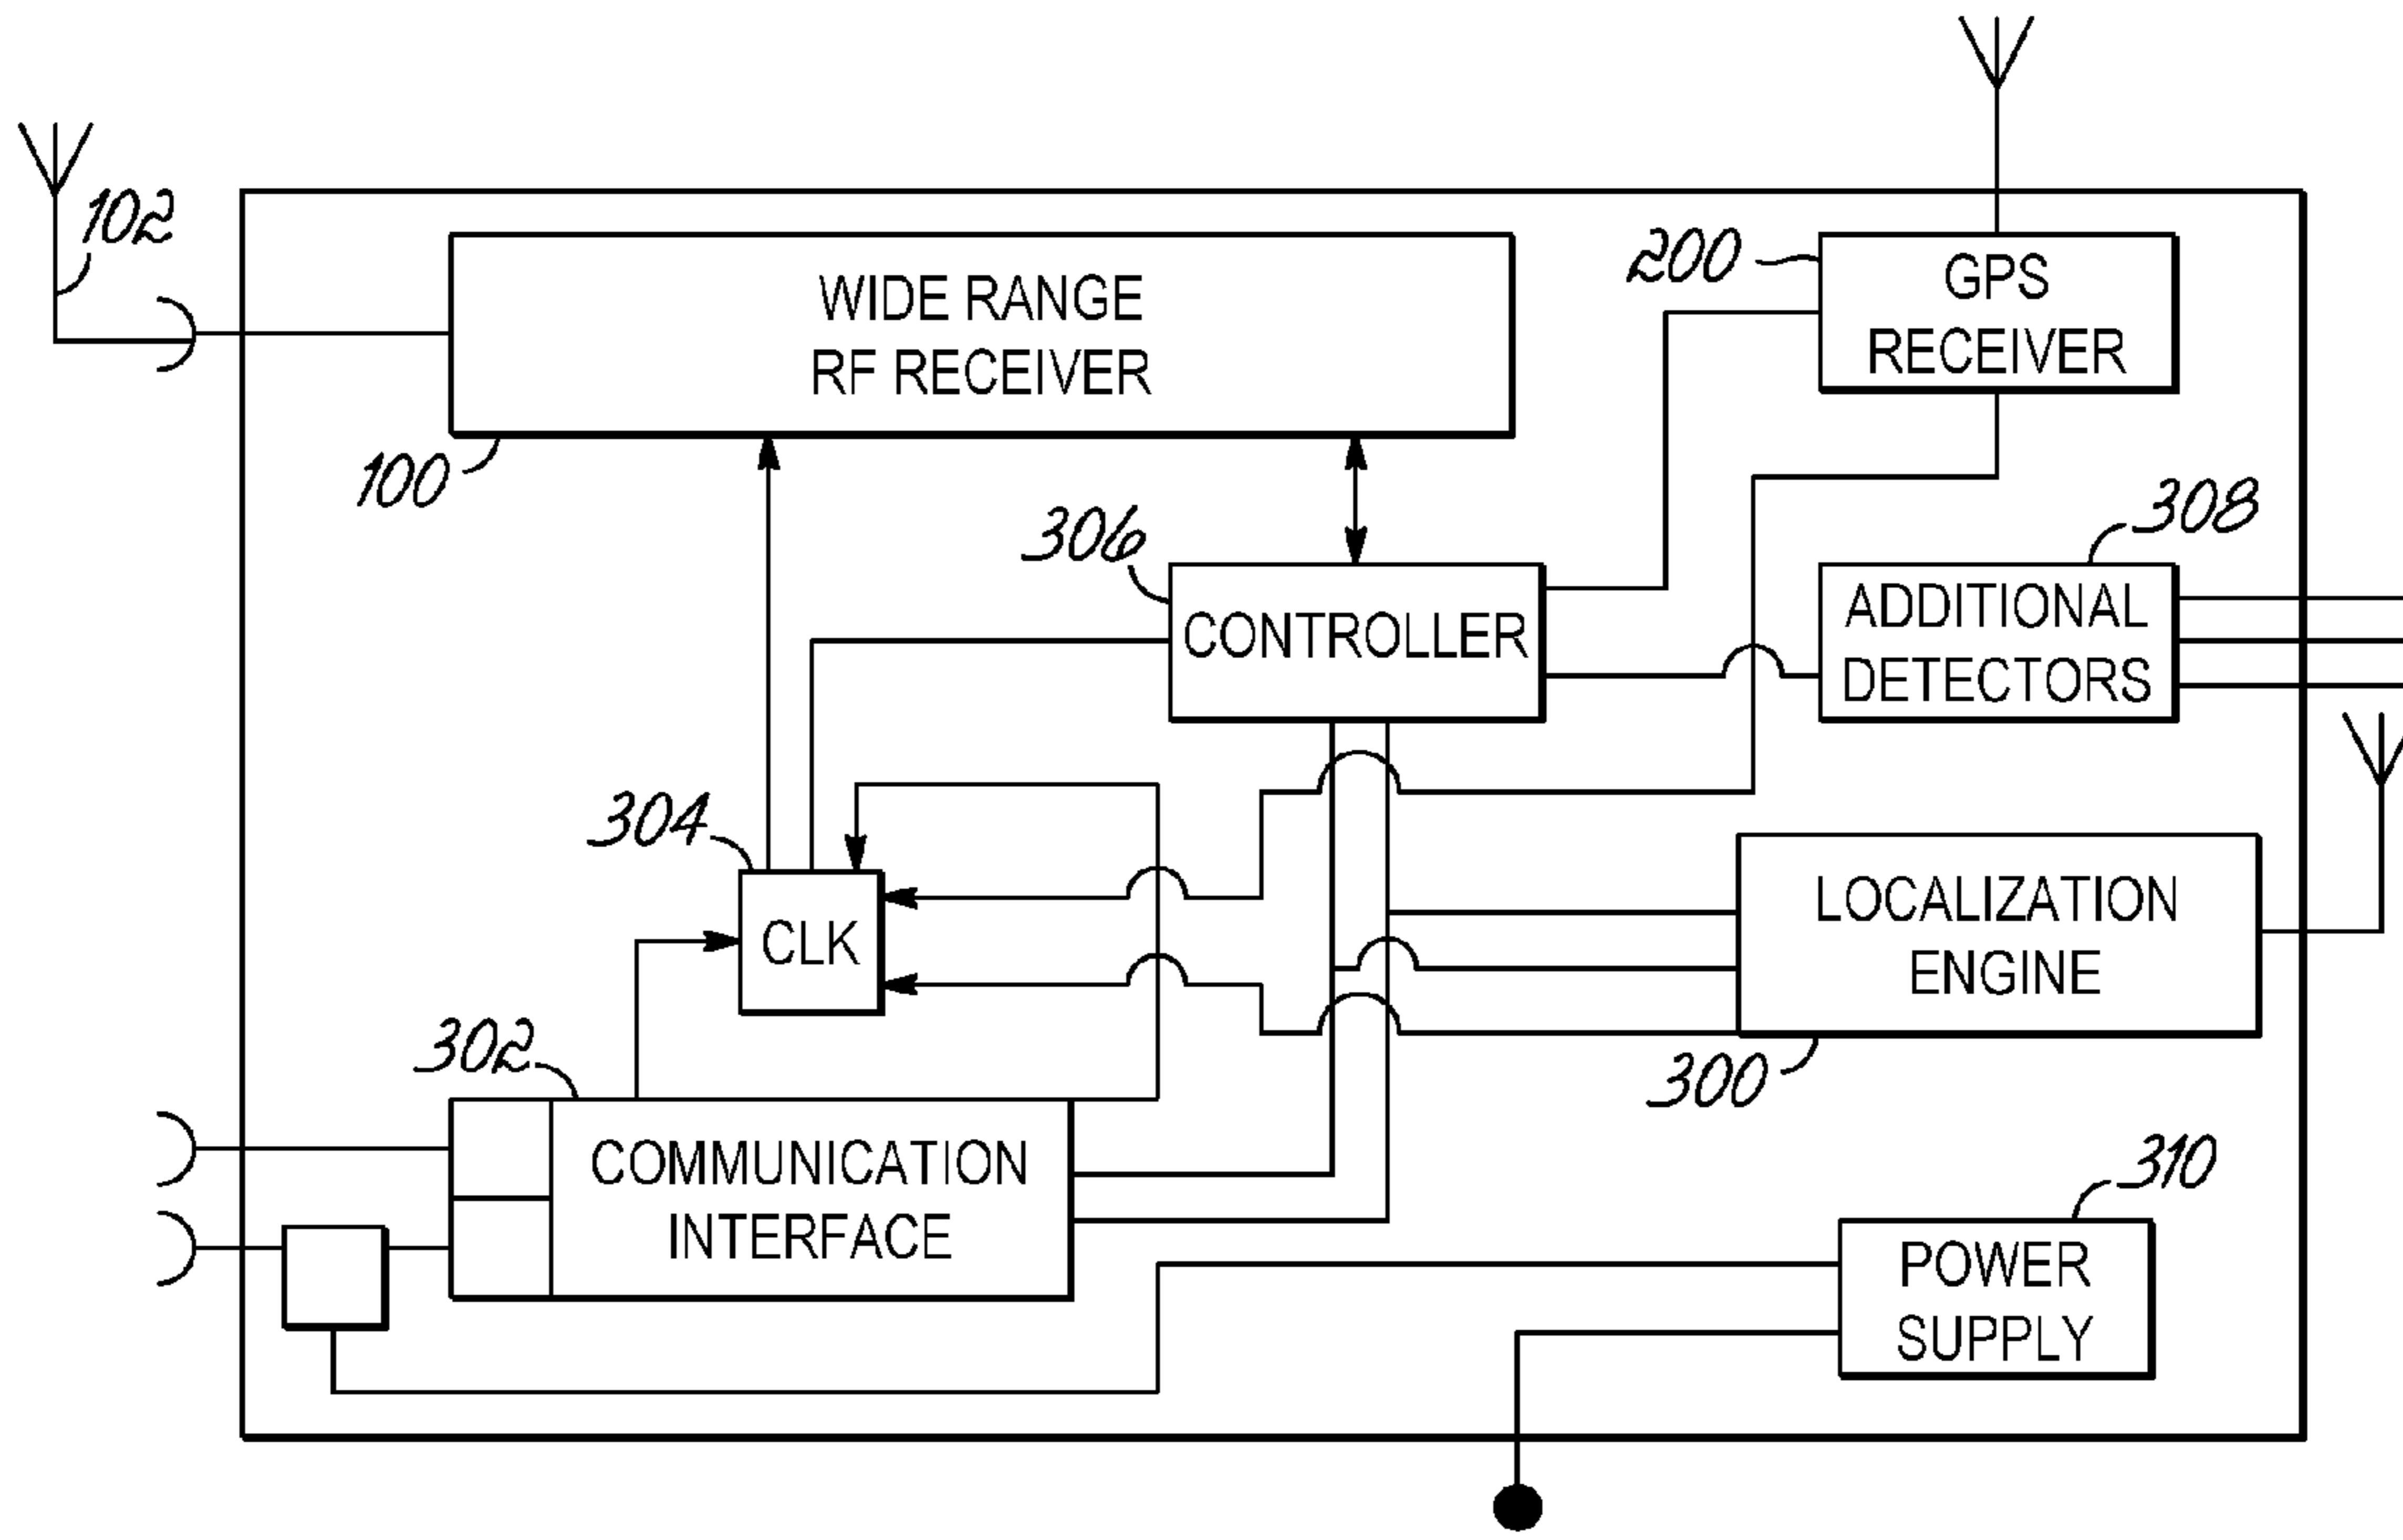 102
WIDE RANGE
RF RECEIVER
100
200
GPS
RECEIVER
306
CONTROLLER
308
ADDITIONAL
DETECTORS
304
CLK
LOCALIZATION
ENGINE
300
302
COMMUNICATION
INTERFACE
310
POWER
SUPPLY